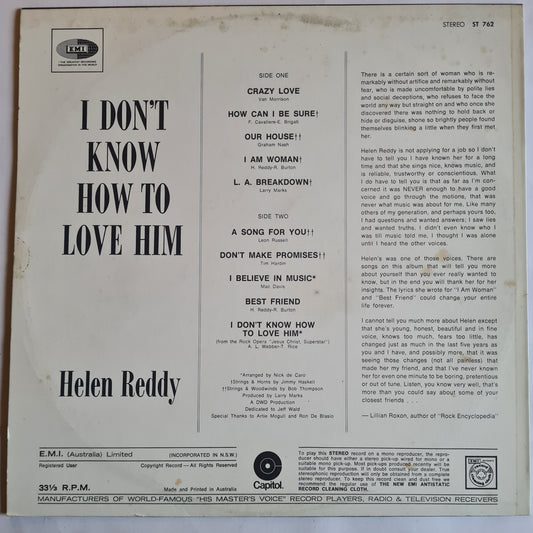 EMI
THE GREATEST RECORDING
ORGANISATION IN THE WORLD
STEREO ST 762
I DON'T
KNOW
HOW TO
LOVE HIM
Helen Reddy
SIDE ONE
CRAZY LOVE
Van Morrison
HOW CAN I BE SURE†
F. Cavaliere-E. Brigati
OUR HOUSE††
Graham Nash
I AM WOMAN†
H. Reddy-R. Burton
L. A. BREAKDOWN†
Larry Marks
SIDE TWO
A SONG FOR YOU††
Leon Russell
DON'T MAKE PROMISES††
Tim Hardin
I BELIEVE IN MUSIC*
Mac Davis
BEST FRIEND
H. Reddy-R. Burton
I DON'T KNOW HOW
TO LOVE HIM*
(from the Rock Opera "Jesus Christ, Superstar")
A. L. Webber-T. Rice
*Arranged by Nick de Caro
†Strings & Horns by Jimmy Haskell
††Strings & Woodwinds by Bob Thompson
Produced by Larry Marks
A DWD Production
Dedicated to Jeff Wald
Special Thanks to Artie Mogull and Ron De Blasio
There is a certain sort of woman who is re-
markably without artifice and remarkably without
fear, who is made uncomfortable by polite lies
and social deceptions, who refuses to face the
world any way but straight on and who once she
discovered there was nothing to hold back or
hide or disguise, shone so brightly people found
themselves blinking a little when they first met
her.
Helen Reddy is not applying for a job so I don't
have to tell you I have known her for a long
time and that she sings nice, knows music, and
is reliable, trustworthy or conscientious. What
I do have to tell you is that as far as I'm con-
cerned it was NEVER enough to have a good
voice and go through the motions, that was
never what music was about for me. Like many
others of my generation, and perhaps yours too,
I had questions and wanted answers; I saw lies
and wanted truths. I didn't even know who I
was till music told me, I thought I was alone
until I heard the other voices.
Helen's was one of those voices. There are
songs on this album that will tell you more
about yourself than you ever really wanted to
know, but in the end you will thank her for her
insights. The lyrics she wrote for "I Am Woman"
and "Best Friend" could change your entire
life forever.
I cannot tell you much more about Helen except
that she's young, honest, beautiful and in fine
voice, knows too much, fears too little, has
changed just as much in the last five years as
you and I have, and possibly more, that it was
seeing those changes (not all painless) that
made her my friend, and that I've never known
her for even one minute to be boring, pretentious
or out of tune. Listen, you know very well, that's
more than you could say about some of your
closest friends . . .
— Lillian Roxon, author of "Rock Encyclopedia"
E.M.I. (Australia) Limited (INCORPORATED IN N.S.W.)
Registered User Copyright Record — All Rights Reserved
33⅓ R.P.M. Made and Printed in Australia
Capitol.
To play this STEREO record on a mono reproducer, the repro-
ducer should have either a stereo pick-up wired for mono or a
suitable mono pick-up. Most pick-ups produced recently will be
suitable for this purpose. If in doubt consult your dealer. True
stereophonic reproduction will only be obtained from a complete
stereo channel. To keep this record clean and dust free we
recommend the regular use of THE NEW EMI ANTISTATIC
RECORD CLEANING CLOTH.
EMI
MANUFACTURERS OF WORLD-FAMOUS "HIS MASTER'S VOICE" RECORD PLAYERS, RADIO & TELEVISION RECEIVERS